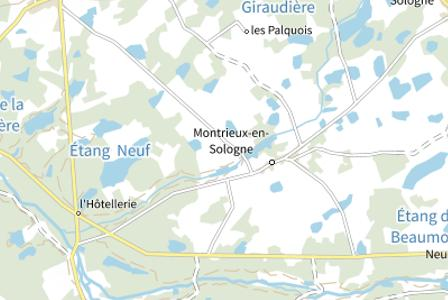 Sologne
Giraudière
les Palquois
e la
ère
Montrieux-en-
Sologne
Étang Neuf
l'Hôtellerie
Étang d
Beaumo
Neu